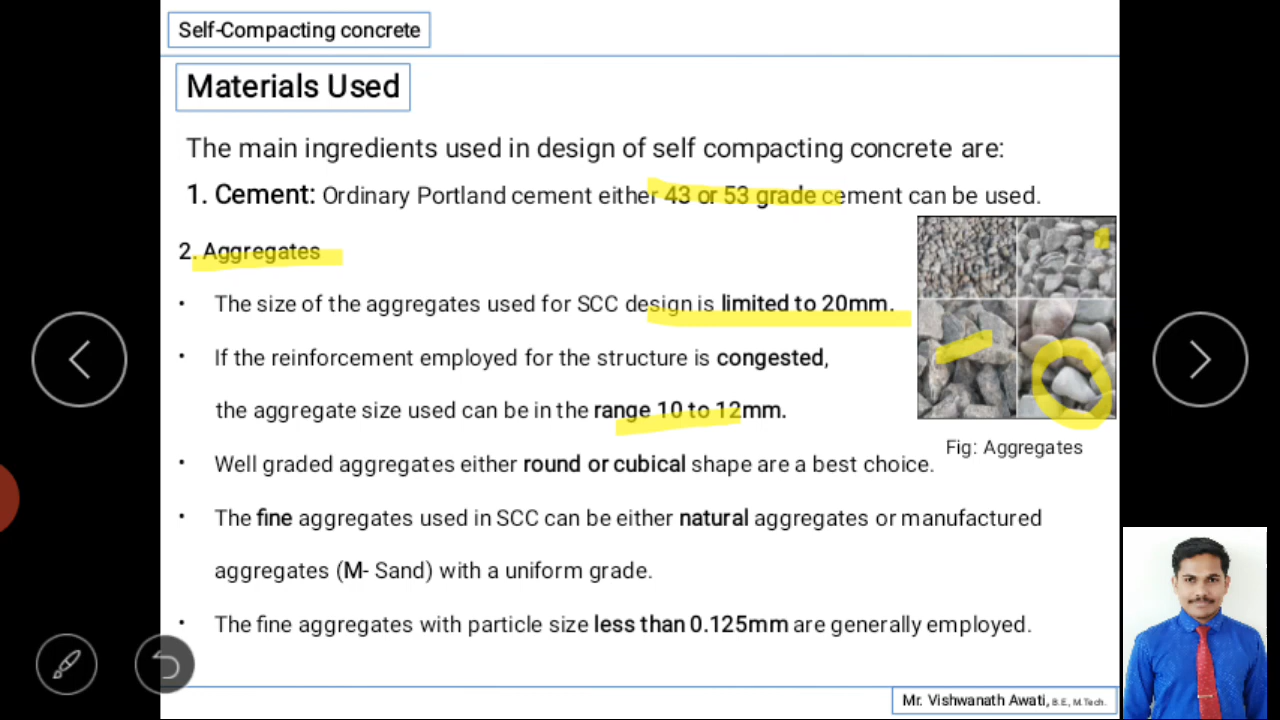 Self-Compacting concrete
Materials Used
The main ingredients used in design of self compacting concrete are:
1. Cement: Ordinary Portland cement either 43 or 53 grade cement can be used.
2. Aggregates
• The size of the aggregates used for SCC design is limited to 20mm.
• If the reinforcement employed for the structure is congested,
the aggregate size used can be in the range 10 to 12mm.
Fig: Aggregates
• Well graded aggregates either round or cubical shape are a best choice.
• The fine aggregates used in SCC can be either natural aggregates or manufactured
aggregates (M- Sand) with a uniform grade.
• The fine aggregates with particle size less than 0.125mm are generally employed.
Mr. Vishwanath Awati, B.E, M.Tech.